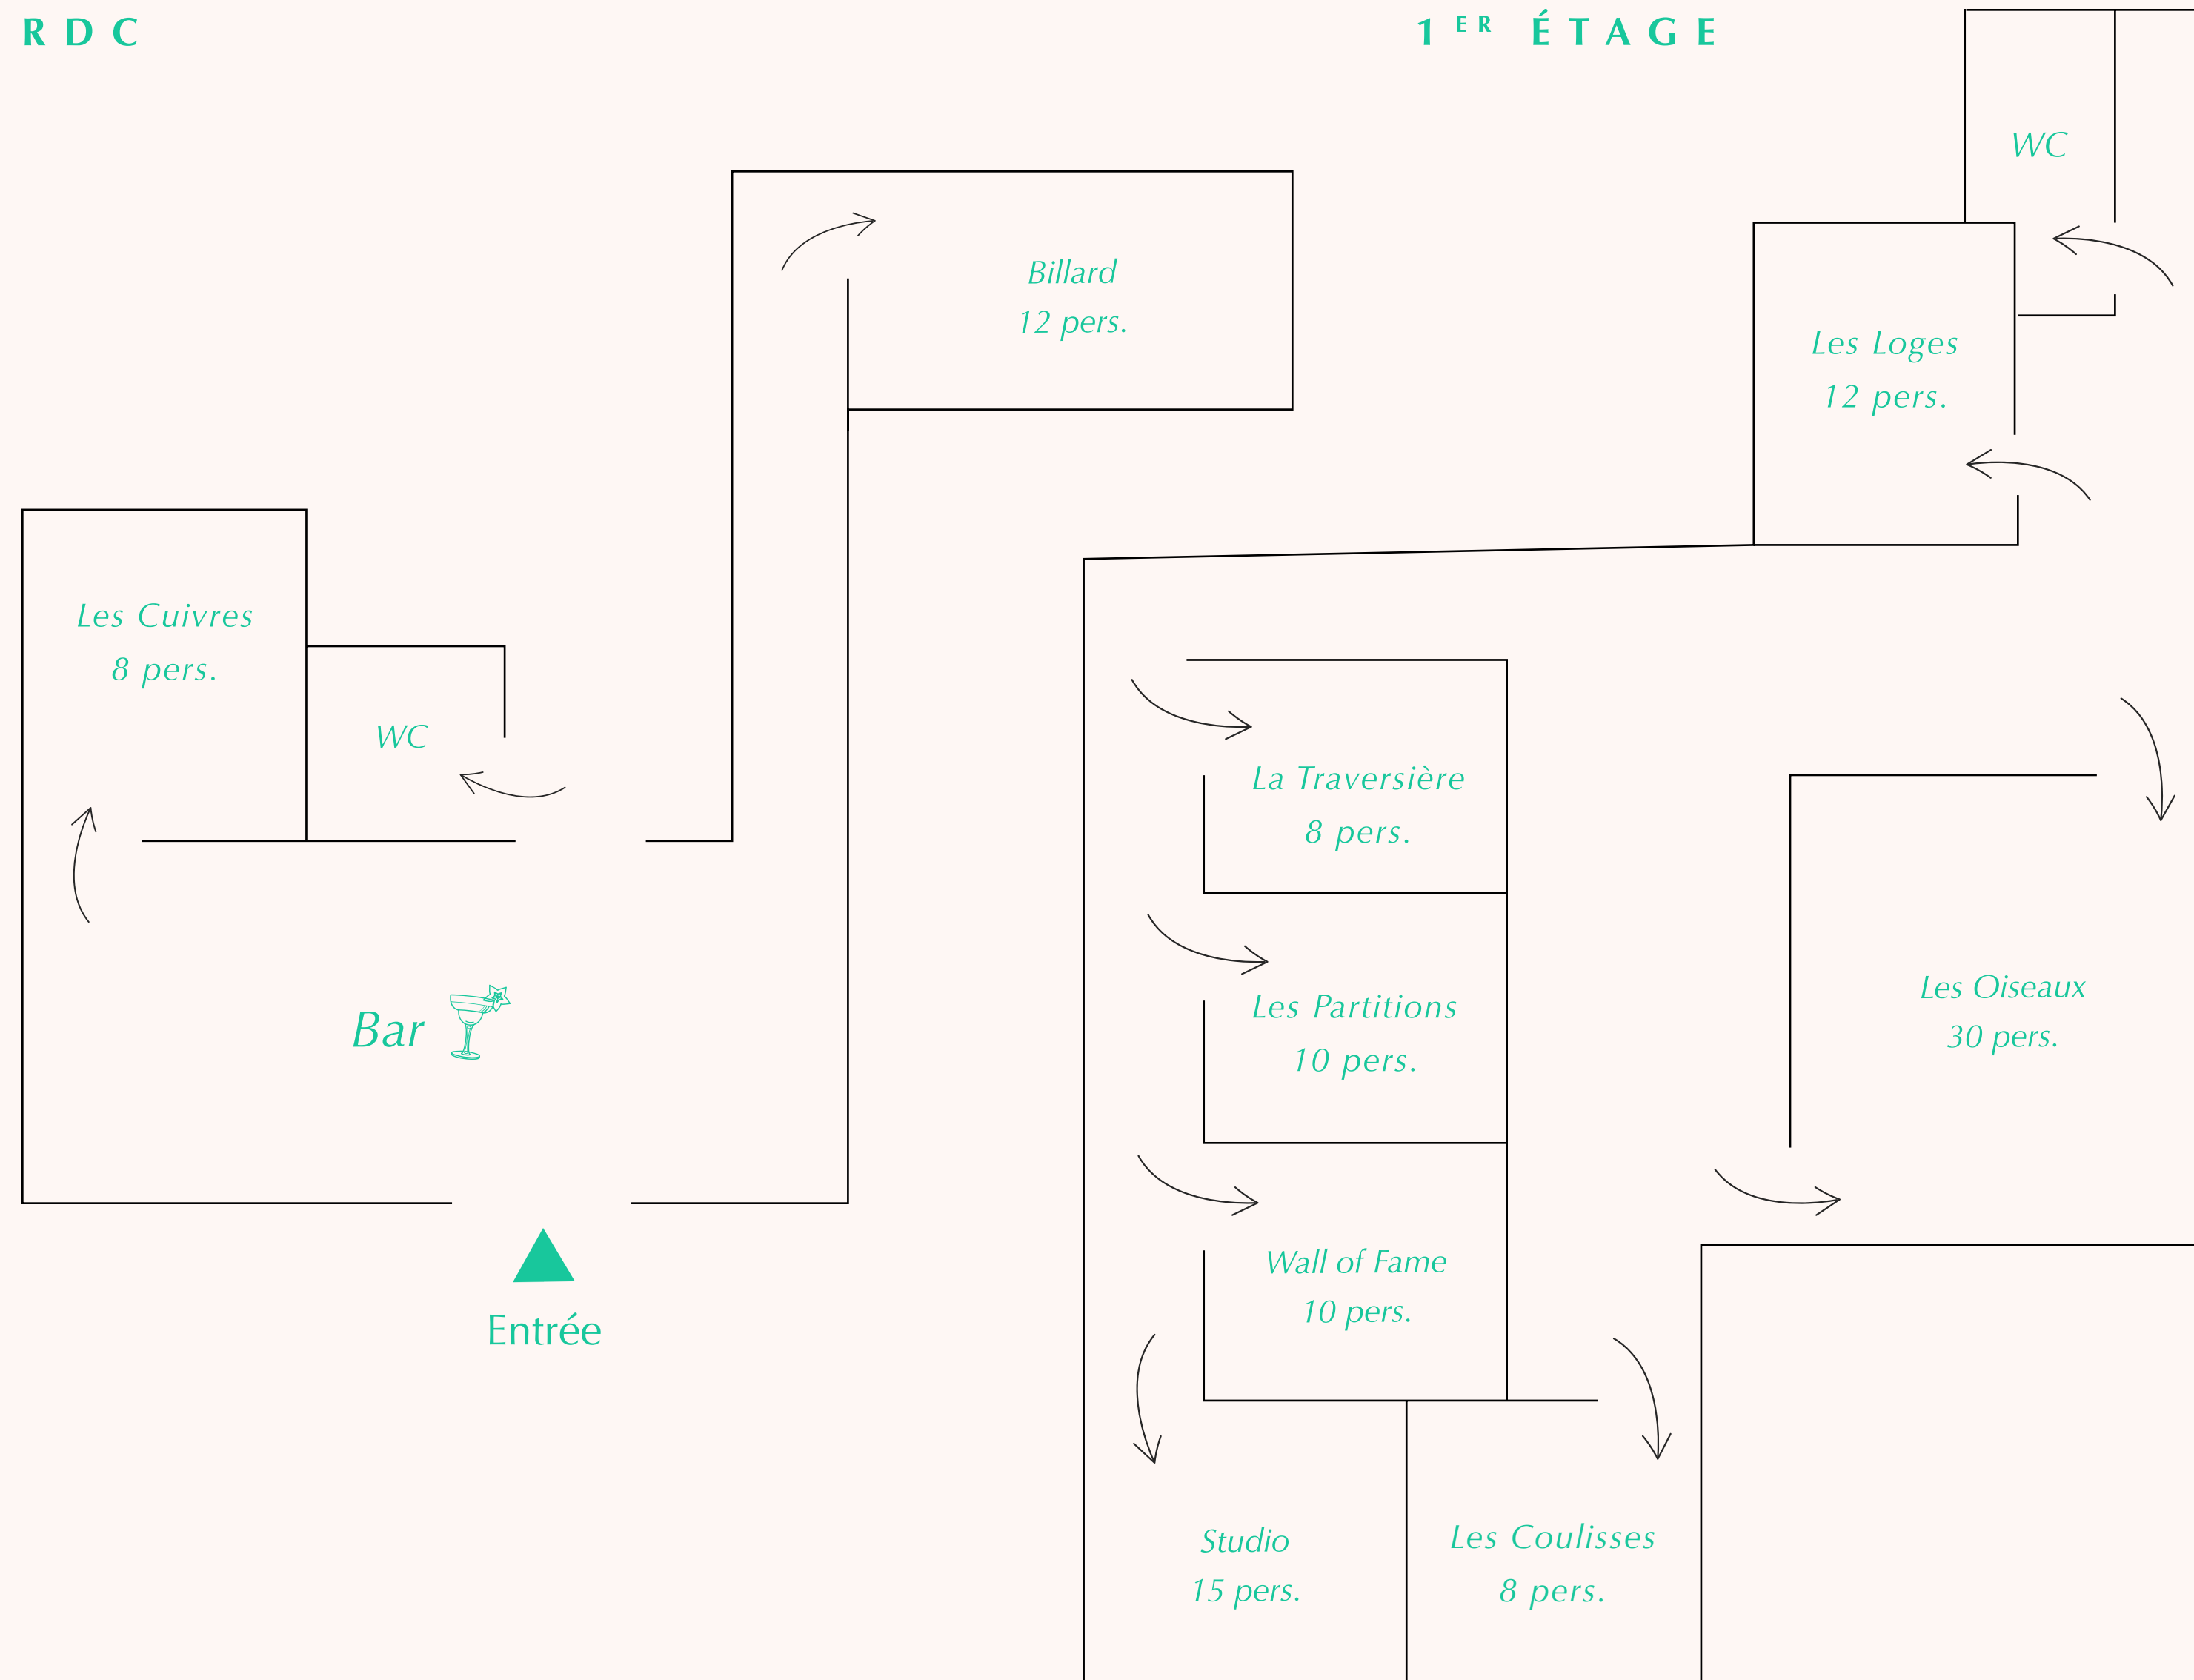 RDC
Billard
12 pers.
Les Cuivres
8 pers.
WC
Bar
Entrée
1ER ÉTAGE
WC
Les Loges
12 pers.
La Traversière
8 pers.
Les Partitions
10 pers.
Les Oiseaux
30 pers.
Wall of Fame
10 pers.
Studio
15 pers.
Les Coulisses
8 pers.